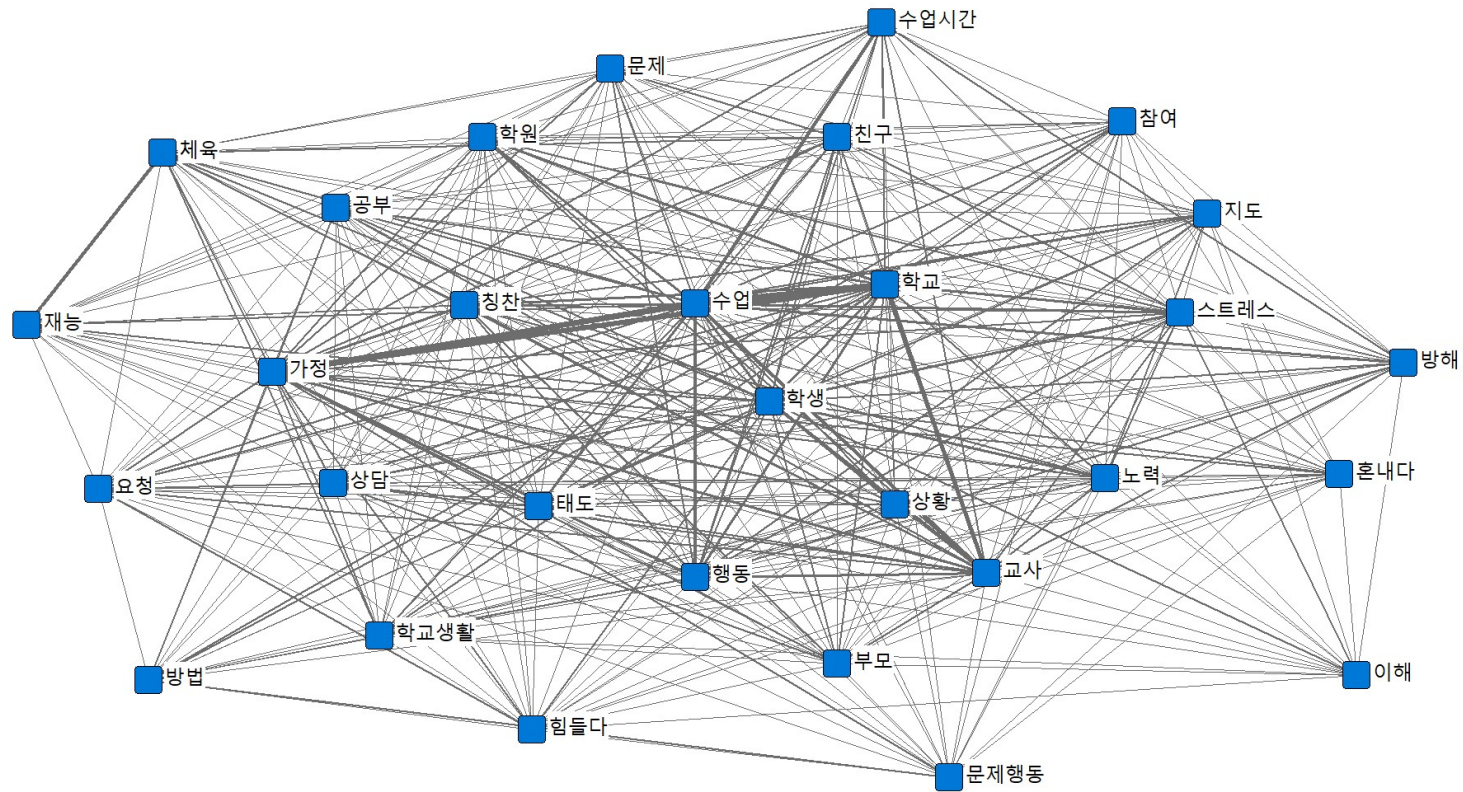 수업시간
문제
참여
학원
친구
체육
공부
지도
학교
칭찬
수업
스트레스
재능
방해
가정
학생
혼내다
노력
상담
요청
태도
상황
교사
행동
학교생활
부모
이해
방법
힘들다
문제행동